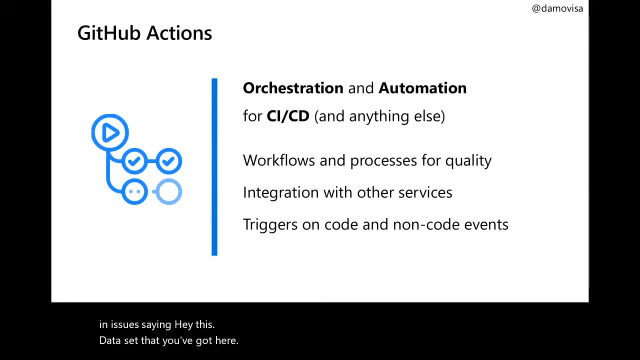 @damovisa
GitHub Actions
Orchestration and Automation
for CI/CD (and anything else)
Workflows and processes for quality
Integration with other services
Triggers on code and non-code events
in issues saying Hey this.
Data set that you've got here.